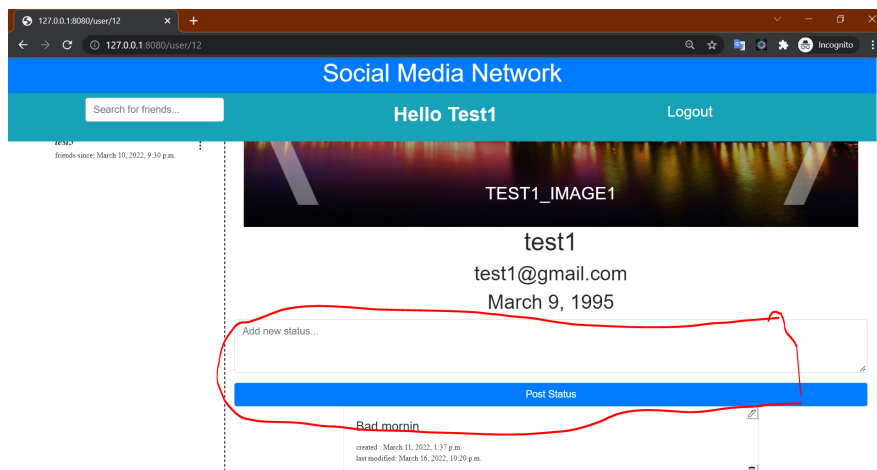 127.0.0.1:8080/user/12
127.0.0.1:8080/user/12
Incognito
Social Media Network
Search for friends...
Hello Test1
Logout
friends since: March 10, 2022, 9:30 p.m.
TEST1_IMAGE1
test1
test1@gmail.com
March 9, 1995
Add new status...
Post Status
Bad mornin
created : March 11, 2022, 1:37 p.m.
last modified: March 16, 2022, 10:20 p.m.